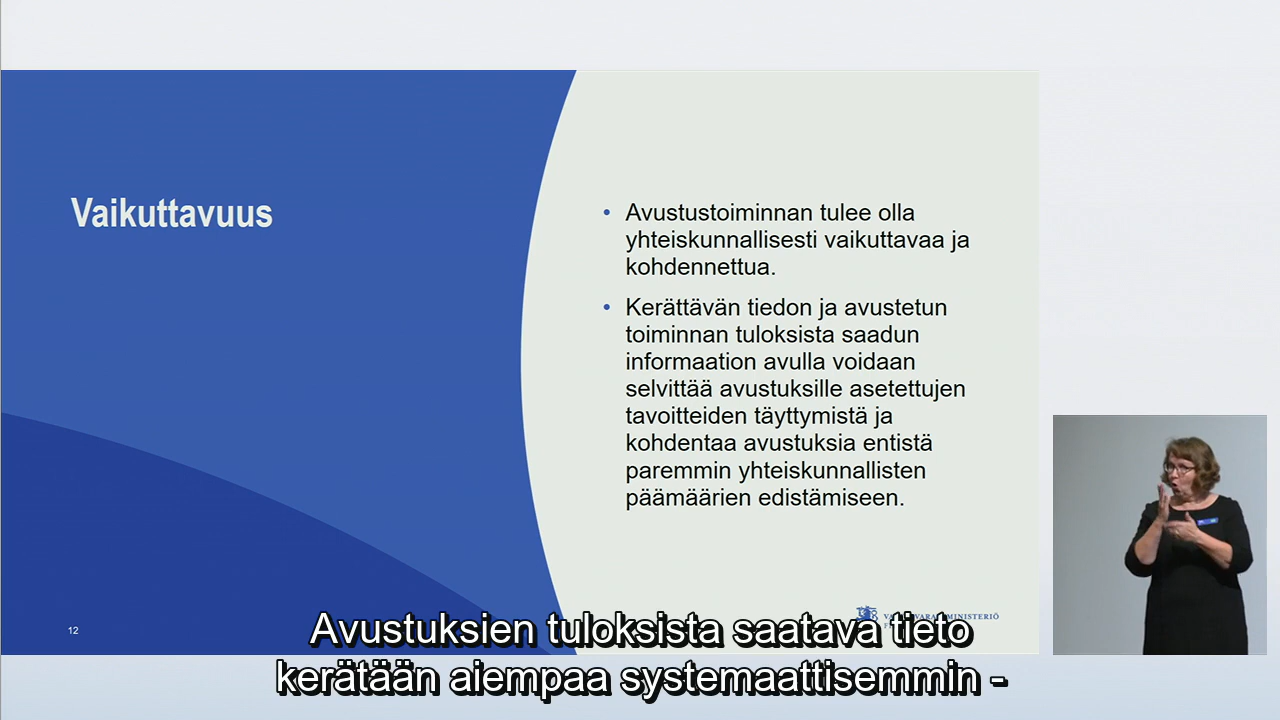 Vaikuttavuus
• Avustustoiminnan tulee olla
yhteiskunnallisesti vaikuttavaa ja
kohdennettua.
• Kerättävän tiedon ja avustetun
toiminnan tuloksista saadun
informaation avulla voidaan
selvittää avustuksille asetettujen
tavoitteiden täyttymistä ja
kohdentaa avustuksia entistä
paremmin yhteiskunnallisten
päämäärien edistämiseen.
12
Avustuksien tuloksista saatava tieto
kerätään aiempaa systemaattisemmin -